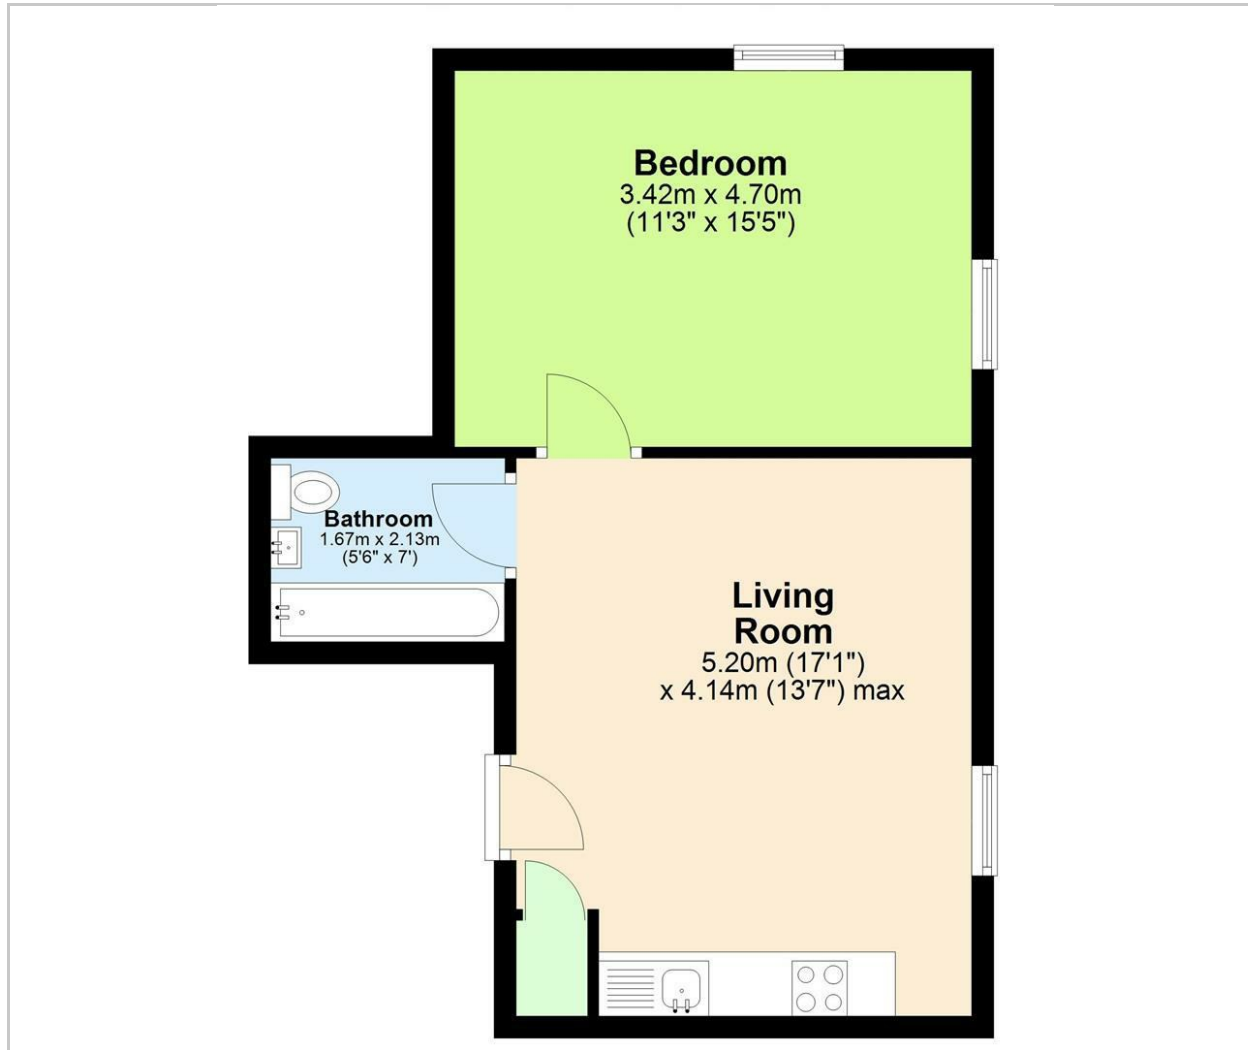 Bedroom
3.42m x 4.70m
(11'3" x 15'5")
Bathroom
1.67m x 2.13m
(5'6" x 7')
Living
Room
5.20m (17'1")
x 4.14m (13'7") max